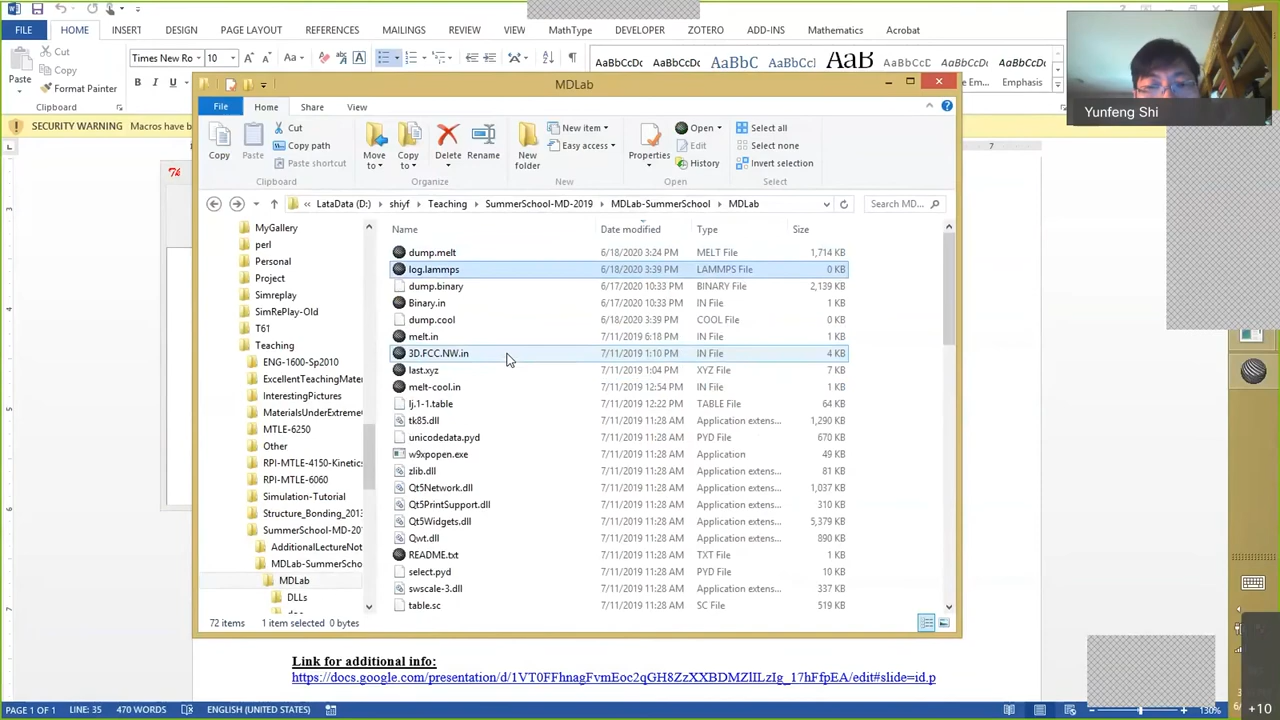 FILE HOME INSERT DESIGN PAGE LAYOUT REFERENCES MAILINGS REVIEW VIEW MathType DEVELOPER ZOTERO ADD-INS Mathematics Acrobat
Paste Cut Copy Format Painter Clipboard
Times New Ro 10 Aa
B I U
AaBbCcDc AaBbCcDc AaBbC AaBbCcl AaB AaBbCcD AaBbCcDc AaBbCcDc
Emphasis
SECURITY WARNING Macros have be
Yunfeng Shi
MDLab
File Home Share View
Copy Paste Cut Copy path Paste shortcut
Move to Copy to Delete Rename New folder
New item Easy access
Properties Open Edit History
Select all Select none Invert selection
Clipboard Organize New Open Select
LataData (D:) shiyf Teaching SummerSchool-MD-2019 MDLab-SummerSchool MDLab Search MD...
Name Date modified Type Size
MyGallery
perl
Personal
Project
Simreplay
SimRePlay-Old
T61
Teaching
ENG-1600-Sp2010
ExcellentTeachingMate
InterestingPictures
MaterialsUnderExtreme
MTLE-6250
Other
RPI-MTLE-4150-Kinetics
RPI-MTLE-6060
Simulation-Tutorial
Structure_Bonding_2013
SummerSchool-MD-201
AdditionalLectureNot
MDLab-SummerSchoo
MDLab
DLLs
dump.melt 6/18/2020 3:24 PM MELT File 1,714 KB
log.lammps 6/18/2020 3:39 PM LAMMPS File 0 KB
dump.binary 6/17/2020 10:33 PM BINARY File 2,139 KB
Binary.in 6/17/2020 10:33 PM IN File 1 KB
dump.cool 6/18/2020 3:39 PM COOL File 0 KB
melt.in 7/11/2019 6:18 PM IN File 1 KB
3D.FCC.NW.in 7/11/2019 1:10 PM IN File 4 KB
last.xyz 7/11/2019 1:04 PM XYZ File 7 KB
melt-cool.in 7/11/2019 12:54 PM IN File 1 KB
lj.1-1.table 7/11/2019 12:22 PM TABLE File 64 KB
tk85.dll 7/11/2019 11:28 AM Application extens... 1,290 KB
unicodedata.pyd 7/11/2019 11:28 AM PYD File 670 KB
w9xpopen.exe 7/11/2019 11:28 AM Application 49 KB
zlib.dll 7/11/2019 11:28 AM Application extens... 81 KB
Qt5Network.dll 7/11/2019 11:28 AM Application extens... 1,037 KB
Qt5PrintSupport.dll 7/11/2019 11:28 AM Application extens... 310 KB
Qt5Widgets.dll 7/11/2019 11:28 AM Application extens... 5,379 KB
Qwt.dll 7/11/2019 11:28 AM Application extens... 890 KB
README.txt 7/11/2019 11:28 AM TXT File 1 KB
select.pyd 7/11/2019 11:28 AM PYD File 10 KB
swscale-3.dll 7/11/2019 11:28 AM Application extens... 337 KB
table.sc 7/11/2019 11:28 AM SC File 519 KB
72 items 1 item selected 0 bytes
Link for additional info:
https://docs.google.com/presentation/d/1VT0FFhnagFvmEoc2qGH8ZzXXBDMZlILzIg_17hFfpEA/edit#slide=id.p
PAGE 1 OF 1 LINE: 35 470 WORDS ENGLISH (UNITED STATES) 130%
+10